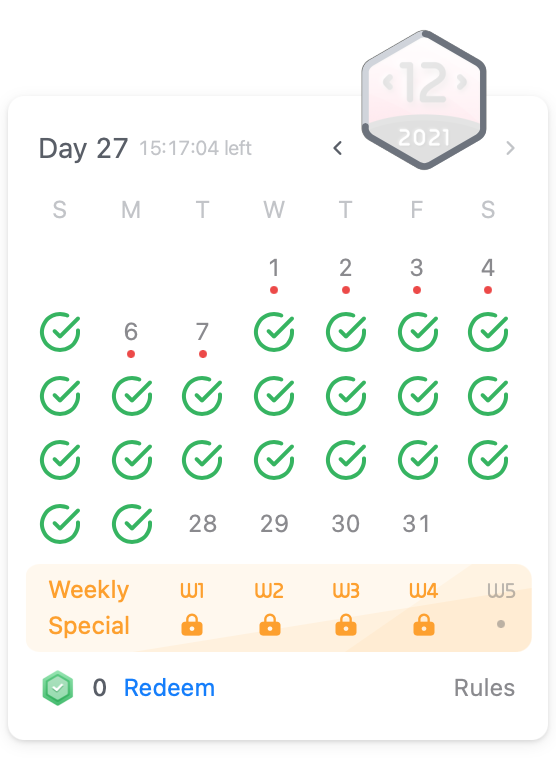 12
2021
Day 27 15:17:04 left
S M T W T F S
1 2 3 4
6 7
28 29 30 31
Weekly W1 W2 W3 W4 W5
Special
0 Redeem Rules